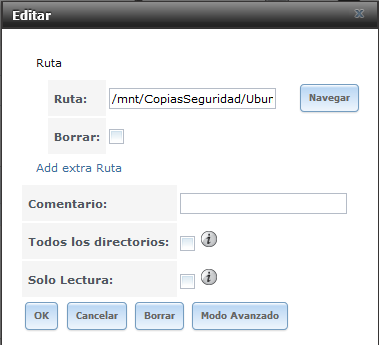 Editar
Ruta
Ruta: /mnt/CopiasSeguridad/Ubur Navegar
Borrar:
Add extra Ruta
Comentario:
Todos los directorios: i
Solo Lectura: i
OK Cancelar Borrar Modo Avanzado